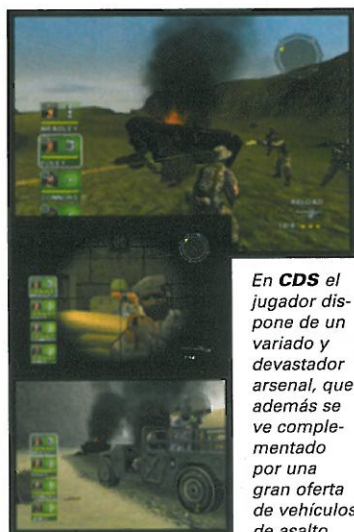 BRADLEY
RELOAD
En CDS el
jugador dis-
pone de un
variado y
devastador
arsenal, que
además se
ve comple-
mentado
por una
gran oferta
de vehículos
de asalto